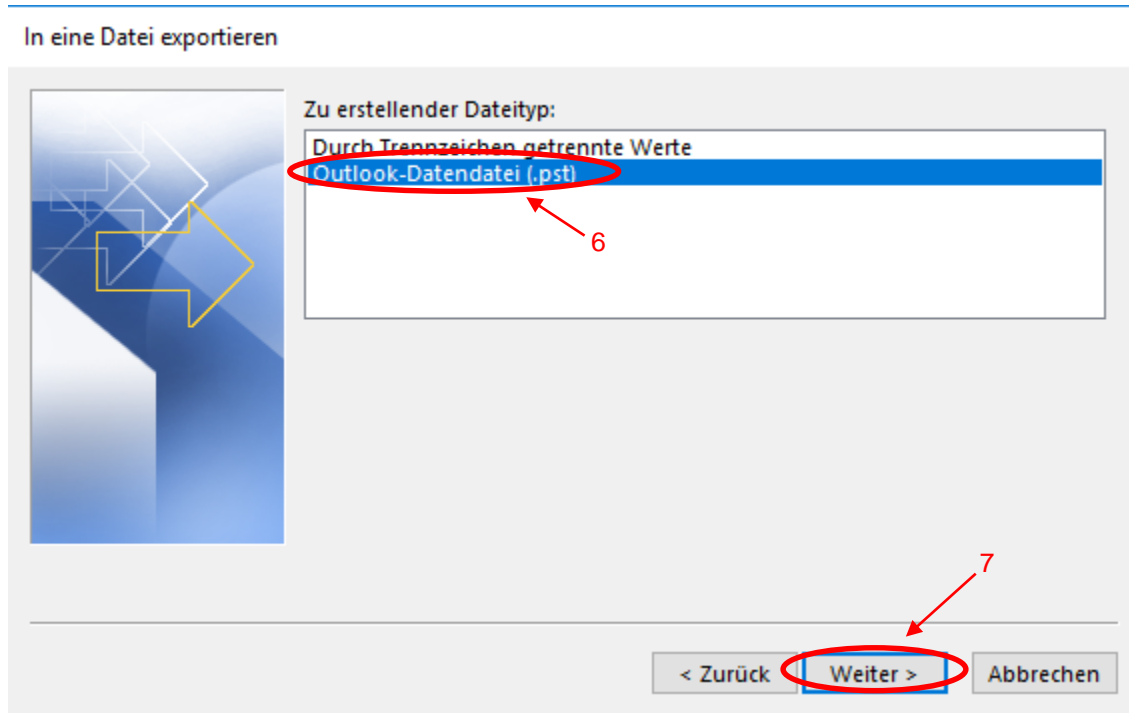 In eine Datei exportieren
Zu erstellender Dateityp:
Durch Trennzeichen getrennte Werte
Outlook-Datendatei (.pst)
6
7
< Zurück Weiter > Abbrechen